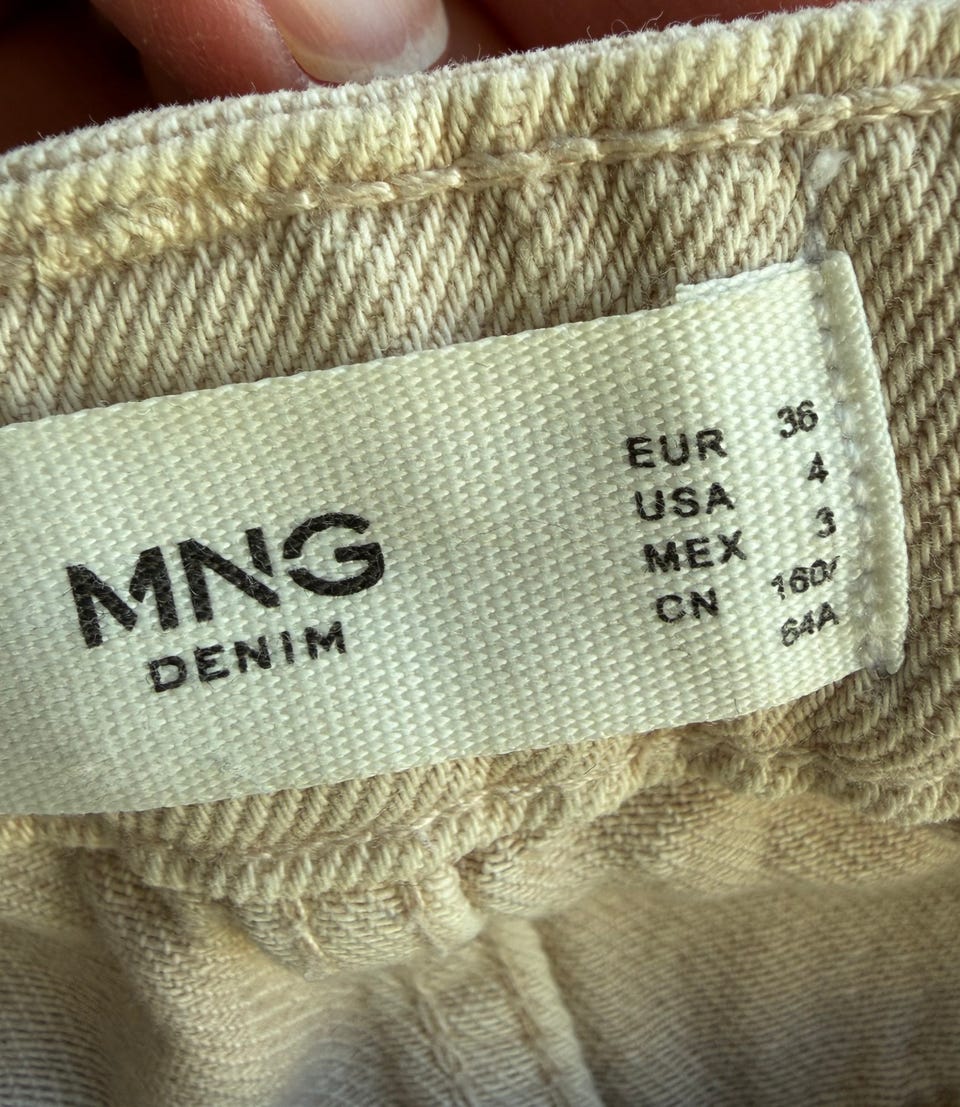 MNG
DENIM
EUR 36
USA 4
MEX 3
CN 160/
64A